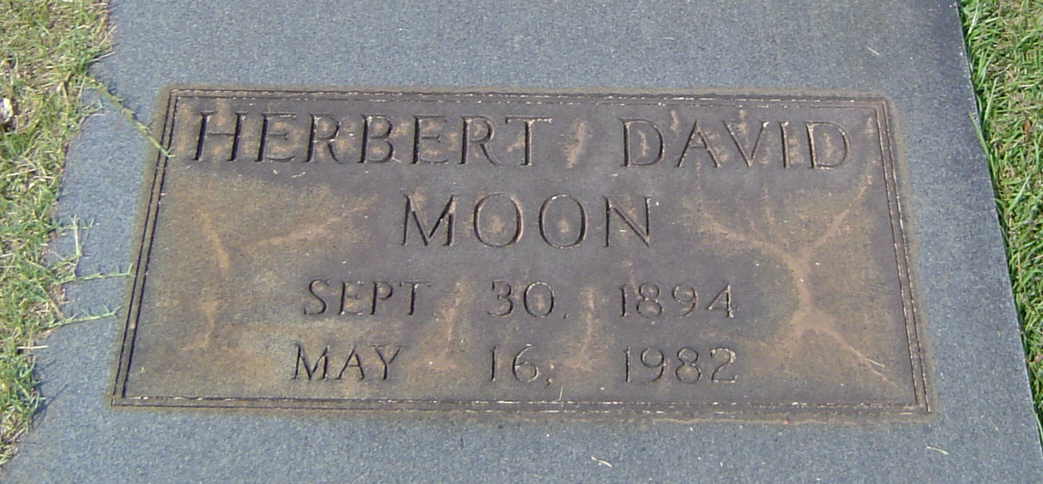 HERBERT DAVID
MOON
SEPT 30, 1894
MAY 16, 1982